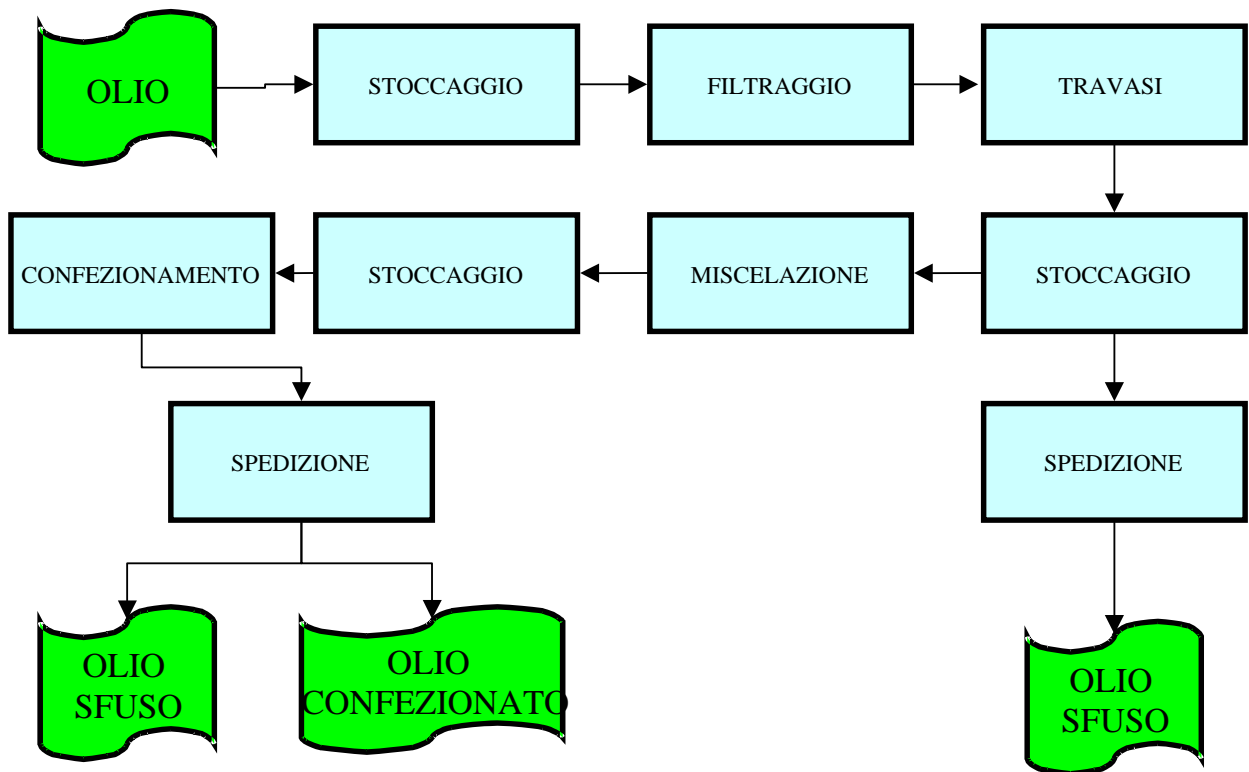 OLIO
STOCCAGGIO
FILTRAGGIO
TRAVASI
CONFEZIONAMENTO
STOCCAGGIO
MISCELAZIONE
STOCCAGGIO
SPEDIZIONE
SPEDIZIONE
OLIO
SFUSO
OLIO
CONFEZIONATO
OLIO
SFUSO